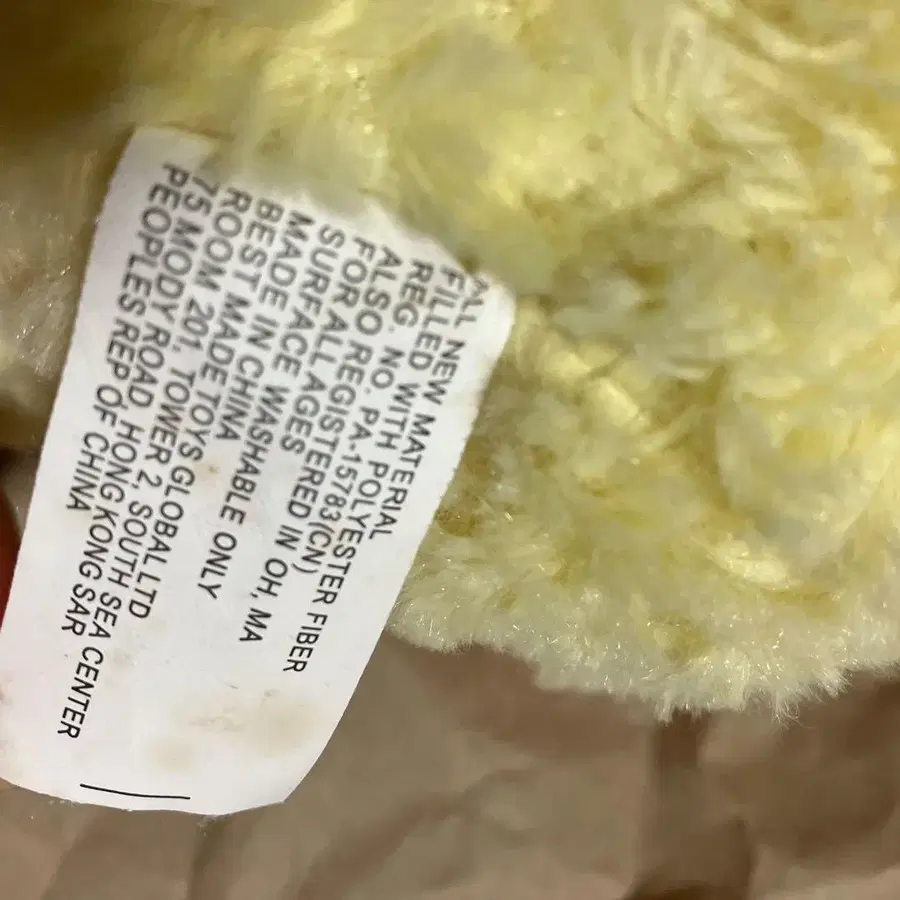 ALL NEW MATERIAL
FILLED WITH POLYESTER FIBER
REG. NO. PA-15783(CN)
ALSO REGISTERED IN OH, MA
FOR ALL AGES
SURFACE WASHABLE ONLY
MADE IN CHINA
BEST MADE TOYS GLOBAL LTD
ROOM 201, TOWER 2, SOUTH SEA CENTER
75 MODY ROAD, HONG KONG SAR
PEOPLES REP OF CHINA